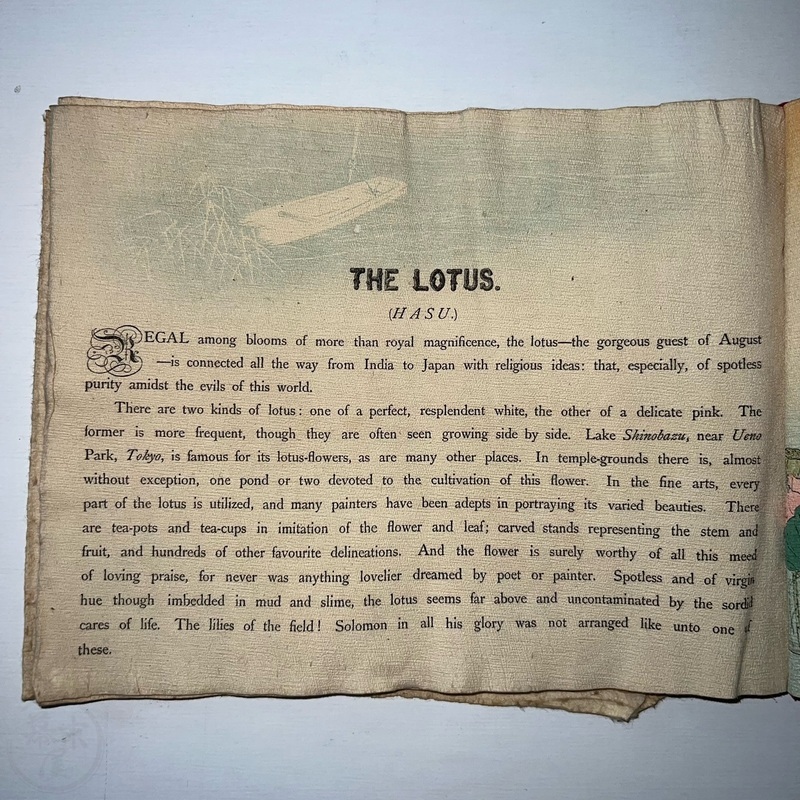 THE LOTUS.
(HASU.)
REGAL among blooms of more than royal magnificence, the lotus—the gorgeous guest of August
—is connected all the way from India to Japan with religious ideas: that, especially, of spotless
purity amidst the evils of this world.
There are two kinds of lotus: one of a perfect, resplendent white, the other of a delicate pink. The
former is more frequent, though they are often seen growing side by side. Lake Shinobazu, near Ueno
Park, Tokyo, is famous for its lotus-flowers, as are many other places. In temple-grounds there is, almost
without exception, one pond or two devoted to the cultivation of this flower. In the fine arts, every
part of the lotus is utilized, and many painters have been adepts in portraying its varied beauties. There
are tea-pots and tea-cups in imitation of the flower and leaf; carved stands representing the stem and
fruit, and hundreds of other favourite delineations. And the flower is surely worthy of all this meed
of loving praise, for never was anything lovelier dreamed by poet or painter. Spotless and of virgin
hue though imbedded in mud and slime, the lotus seems far above and uncontaminated by the sordid
cares of life. The lilies of the field! Solomon in all his glory was not arranged like unto one
these.